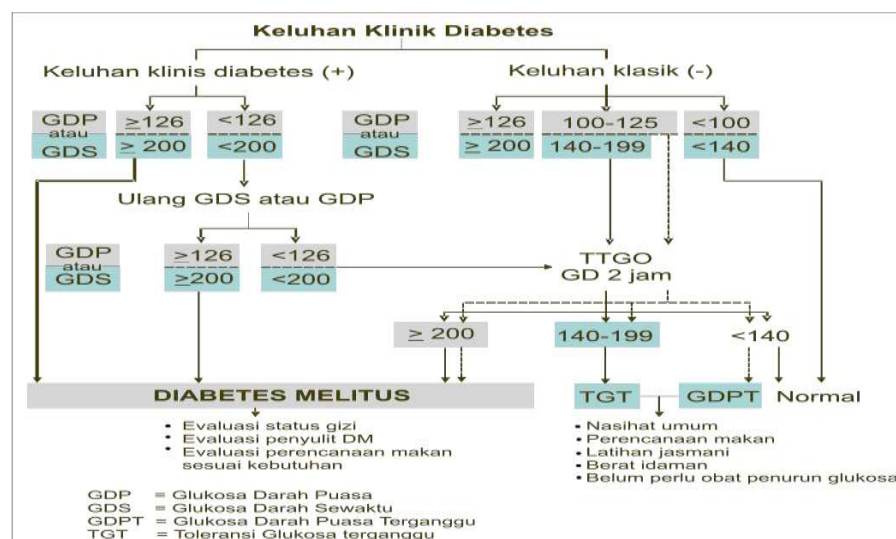 Keluhan Klinik Diabetes
Keluhan klinis diabetes (+)
Keluhan klasik (-)
GDP
atau
GDS
≥126
≥ 200
<126
<200
GDP
atau
GDS
≥126
≥ 200
100-125
140-199
<100
<140
Ulang GDS atau GDP
GDP
atau
GDS
≥126
≥200
<126
<200
TTGO
GD 2 jam
≥ 200
140-199
<140
DIABETES MELITUS
TGT
GDPT
Normal
• Evaluasi status gizi
• Evaluasi penyulit DM
• Evaluasi perencanaan makan
sesuai kebutuhan
• Nasihat umum
• Perencanaan makan
• Latihan jasmani
• Berat idaman
• Belum perlu obat penurun glukosa
GDP = Glukosa Darah Puasa
GDS = Glukosa Darah Sewaktu
GDPT = Glukosa Darah Puasa Terganggu
TGT = Toleransi Glukosa terganggu